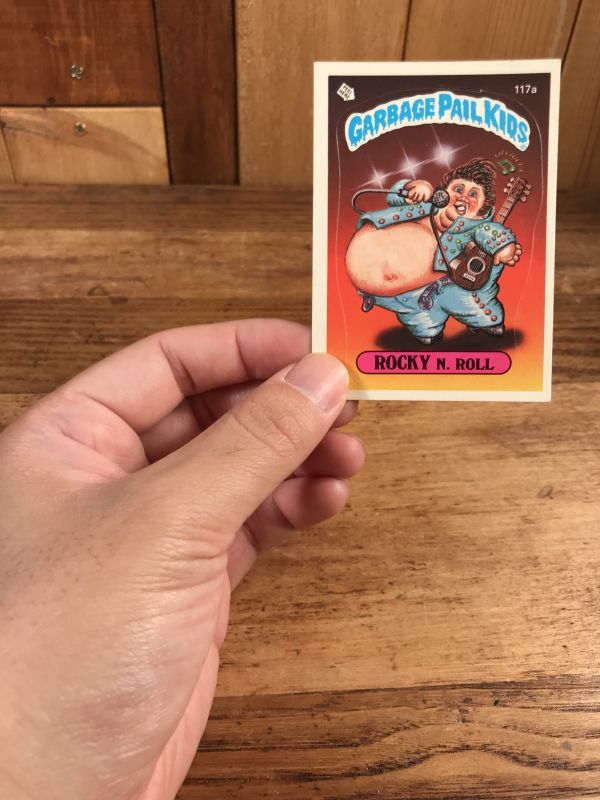 117a
GARBAGE PAIL KIDS
ROCKY N. ROLL